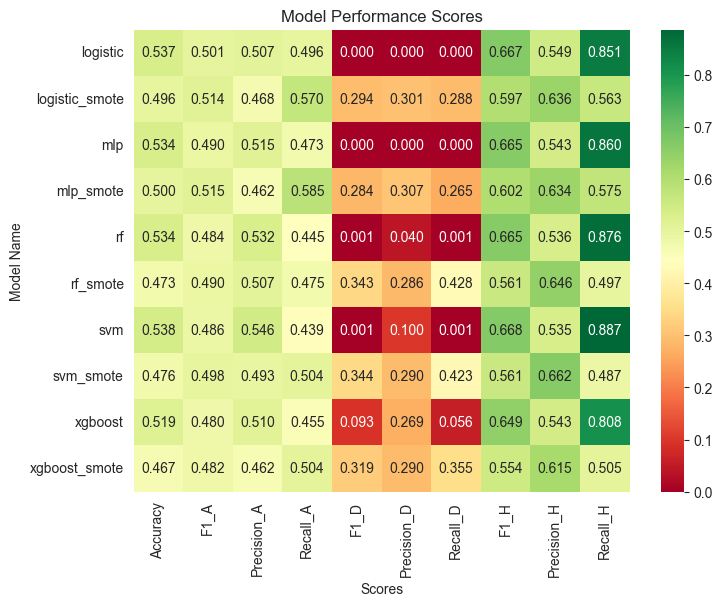 Model Performance Scores
logistic 0.537 0.501 0.507 0.496 0.000 0.000 0.000 0.667 0.549 0.851
logistic_smote 0.496 0.514 0.468 0.570 0.294 0.301 0.288 0.597 0.636 0.563
mlp 0.534 0.490 0.515 0.473 0.000 0.000 0.000 0.665 0.543 0.860
mlp_smote 0.500 0.515 0.462 0.585 0.284 0.307 0.265 0.602 0.634 0.575
rf 0.534 0.484 0.532 0.445 0.001 0.040 0.001 0.665 0.536 0.876
rf_smote 0.473 0.490 0.507 0.475 0.343 0.286 0.428 0.561 0.646 0.497
svm 0.538 0.486 0.546 0.439 0.001 0.100 0.001 0.668 0.535 0.887
svm_smote 0.476 0.498 0.493 0.504 0.344 0.290 0.423 0.561 0.662 0.487
xgboost 0.519 0.480 0.510 0.455 0.093 0.269 0.056 0.649 0.543 0.808
xgboost_smote 0.467 0.482 0.462 0.504 0.319 0.290 0.355 0.554 0.615 0.505
Model Name
Accuracy F1_A Precision_A Recall_A F1_D Precision_D Recall_D F1_H Precision_H Recall_H
Scores
0.8
0.7
0.6
0.5
0.4
0.3
0.2
0.1
0.0